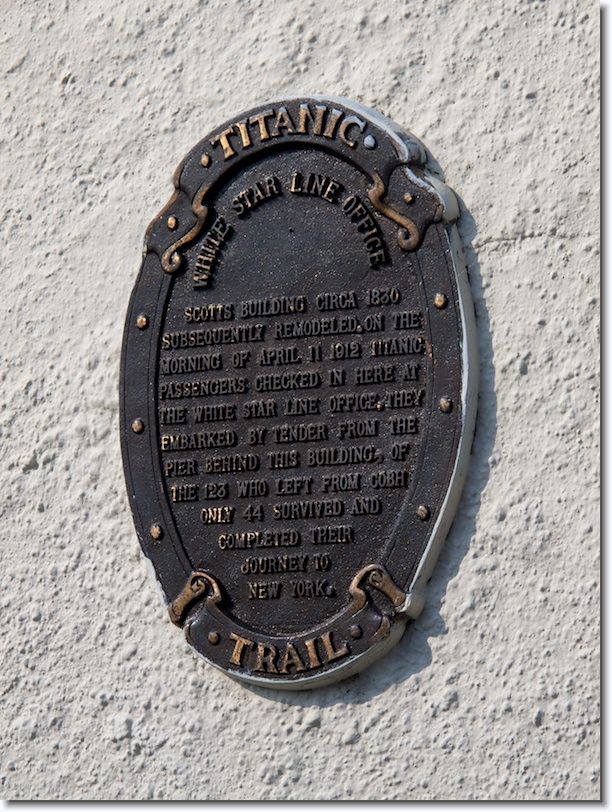 TITANIC
WHITE STAR LINE OFFICE
SCOTTS BUILDING CIRCA 1830
SUBSEQUENTLY REMODELED. ON THE
MORNING OF APRIL 11 1912 TITANIC
PASSENGERS CHECKED IN HERE AT
THE WHITE STAR LINE OFFICE. THEY
EMBARKED BY TENDER FROM THE
PIER BEHIND THIS BUILDING, OF
THE 123 WHO LEFT FROM COBH
ONLY 44 SURVIVED AND
COMPLETED THEIR
JOURNEY TO
NEW YORK.
TRAIL